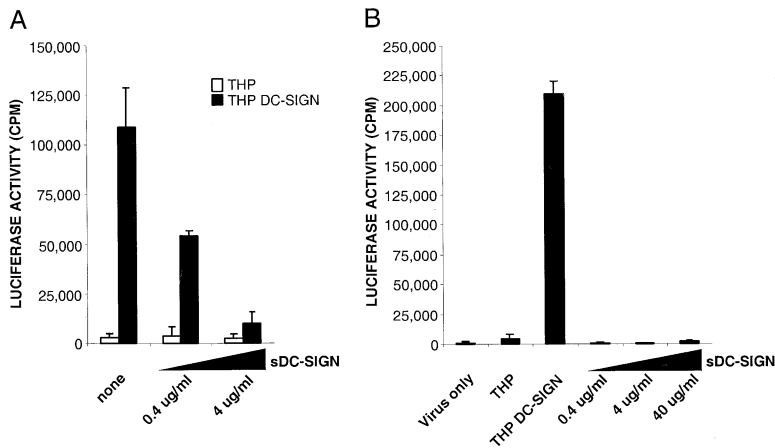 A
LUCIFERASE ACTIVITY (CPM)
150,000
125,000
100,000
75,000
50,000
25,000
0
THP
THP DC-SIGN
none
0.4 ug/ml
4 ug/ml
sDC-SIGN
B
LUCIFERASE ACTIVITY (CPM)
250,000
225,000
200,000
175,000
150,000
125,000
100,000
75,000
50,000
25,000
0
Virus only
THP
THP DC-SIGN
0.4 ug/ml
4 ug/ml
40 ug/ml
sDC-SIGN